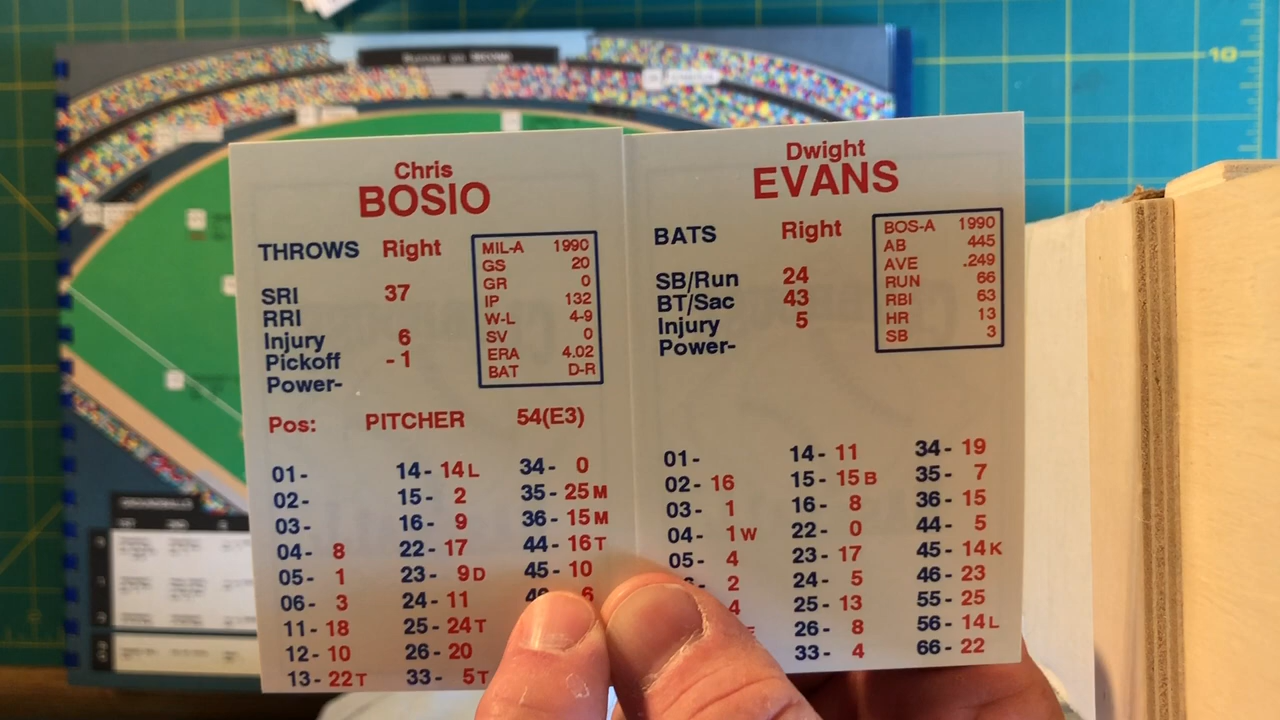 10
Chris
BOSIO
THROWS Right
SRI 37
RRI
Injury 6
Pickoff -1
Power-
MIL-A 1990
GS 20
GR 0
IP 132
W-L 4-9
SV 0
ERA 4.02
BAT D-R
Pos: PITCHER 54(E3)
01- 14- 14L 34- 0
02- 15- 2 35- 25M
03- 16- 9 36- 15M
04- 8 22- 17 44- 16T
05- 1 23- 9D 45- 10
06- 3 24- 11 6
11- 18 25- 24T
12- 10 26- 20
13- 22T 33- 5T
Dwight
EVANS
BATS Right
SB/Run 24
BT/Sac 43
Injury 5
Power-
BOS-A 1990
AB 445
AVE .249
RUN 66
RBI 63
HR 13
SB 3
01- 14- 11 34- 19
02- 16 15- 15B 35- 7
03- 1 16- 8 36- 15
04- 1W 22- 0 44- 5
05- 4 23- 17 45- 14K
2 24- 5 46- 23
4 25- 13 55- 25
26- 8 56- 14L
33- 4 66- 22